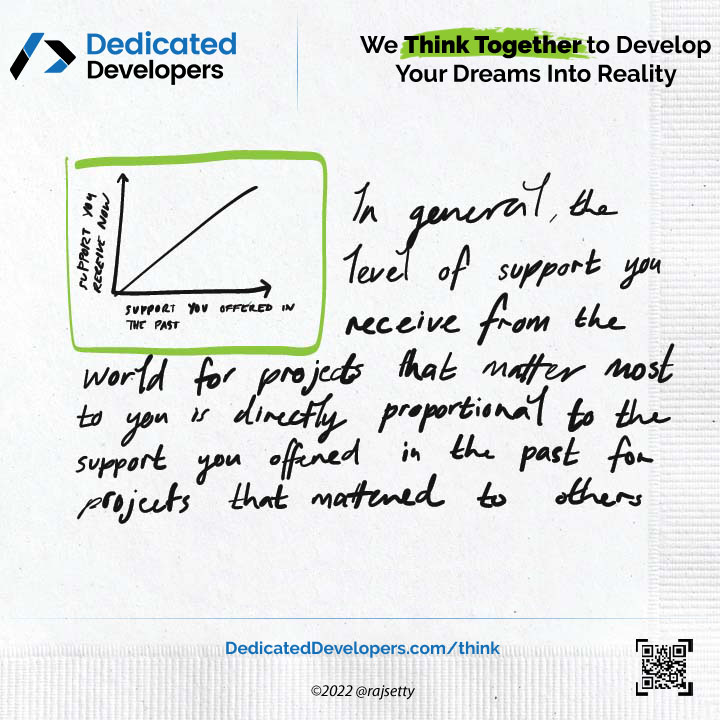 Dedicated
Developers
We Think Together to Develop
Your Dreams Into Reality
SUPPORT YOU
RECEIVE NOW
SUPPORT YOU OFFERED IN
THE PAST
In general, the
level of support you
receive from the
world for projects that matter most
to you is directly proportional to the
support you offered in the past for
projects that mattered to others
DedicatedDevelopers.com/think
©2022 @rajsetty